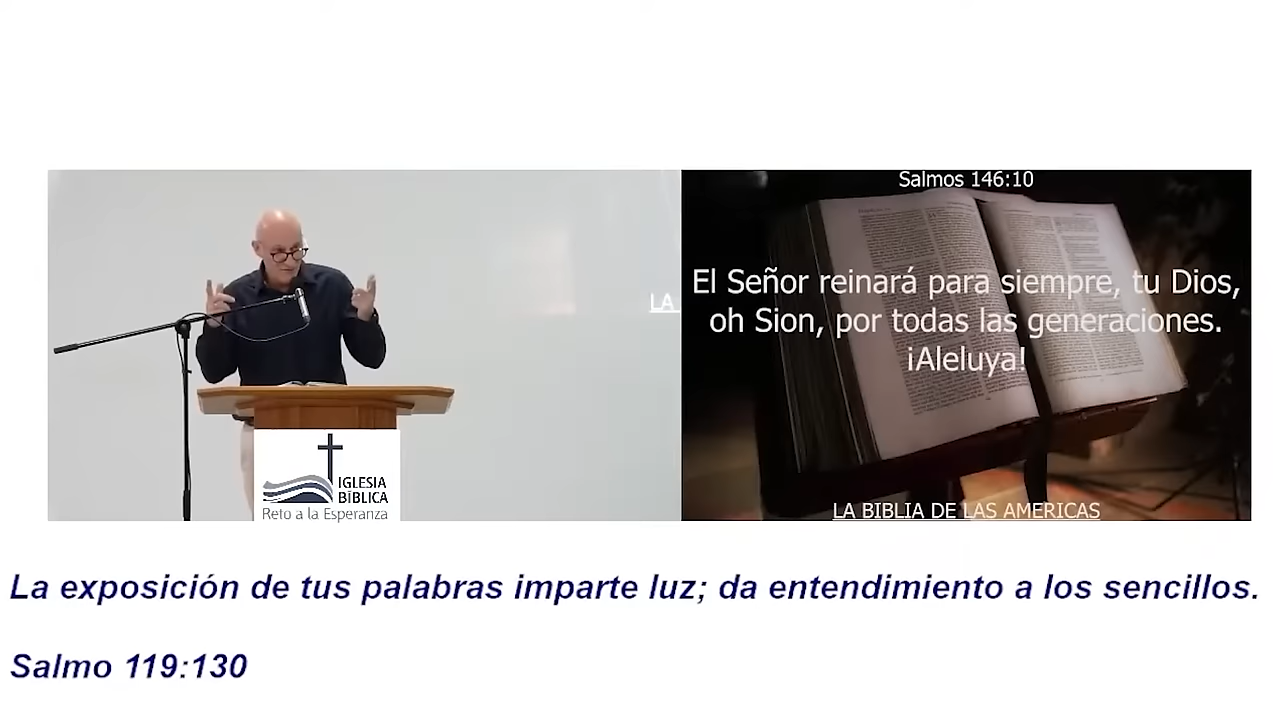 Salmos 146:10
El Señor reinará para siempre, tu Dios,
oh Sion, por todas las generaciones.
¡Aleluya!
LA BIBLIA DE LAS AMERICAS
LA
IGLESIA
BÍBLICA
Reto a la Esperanza
La exposición de tus palabras imparte luz; da entendimiento a los sencillos.
Salmo 119:130